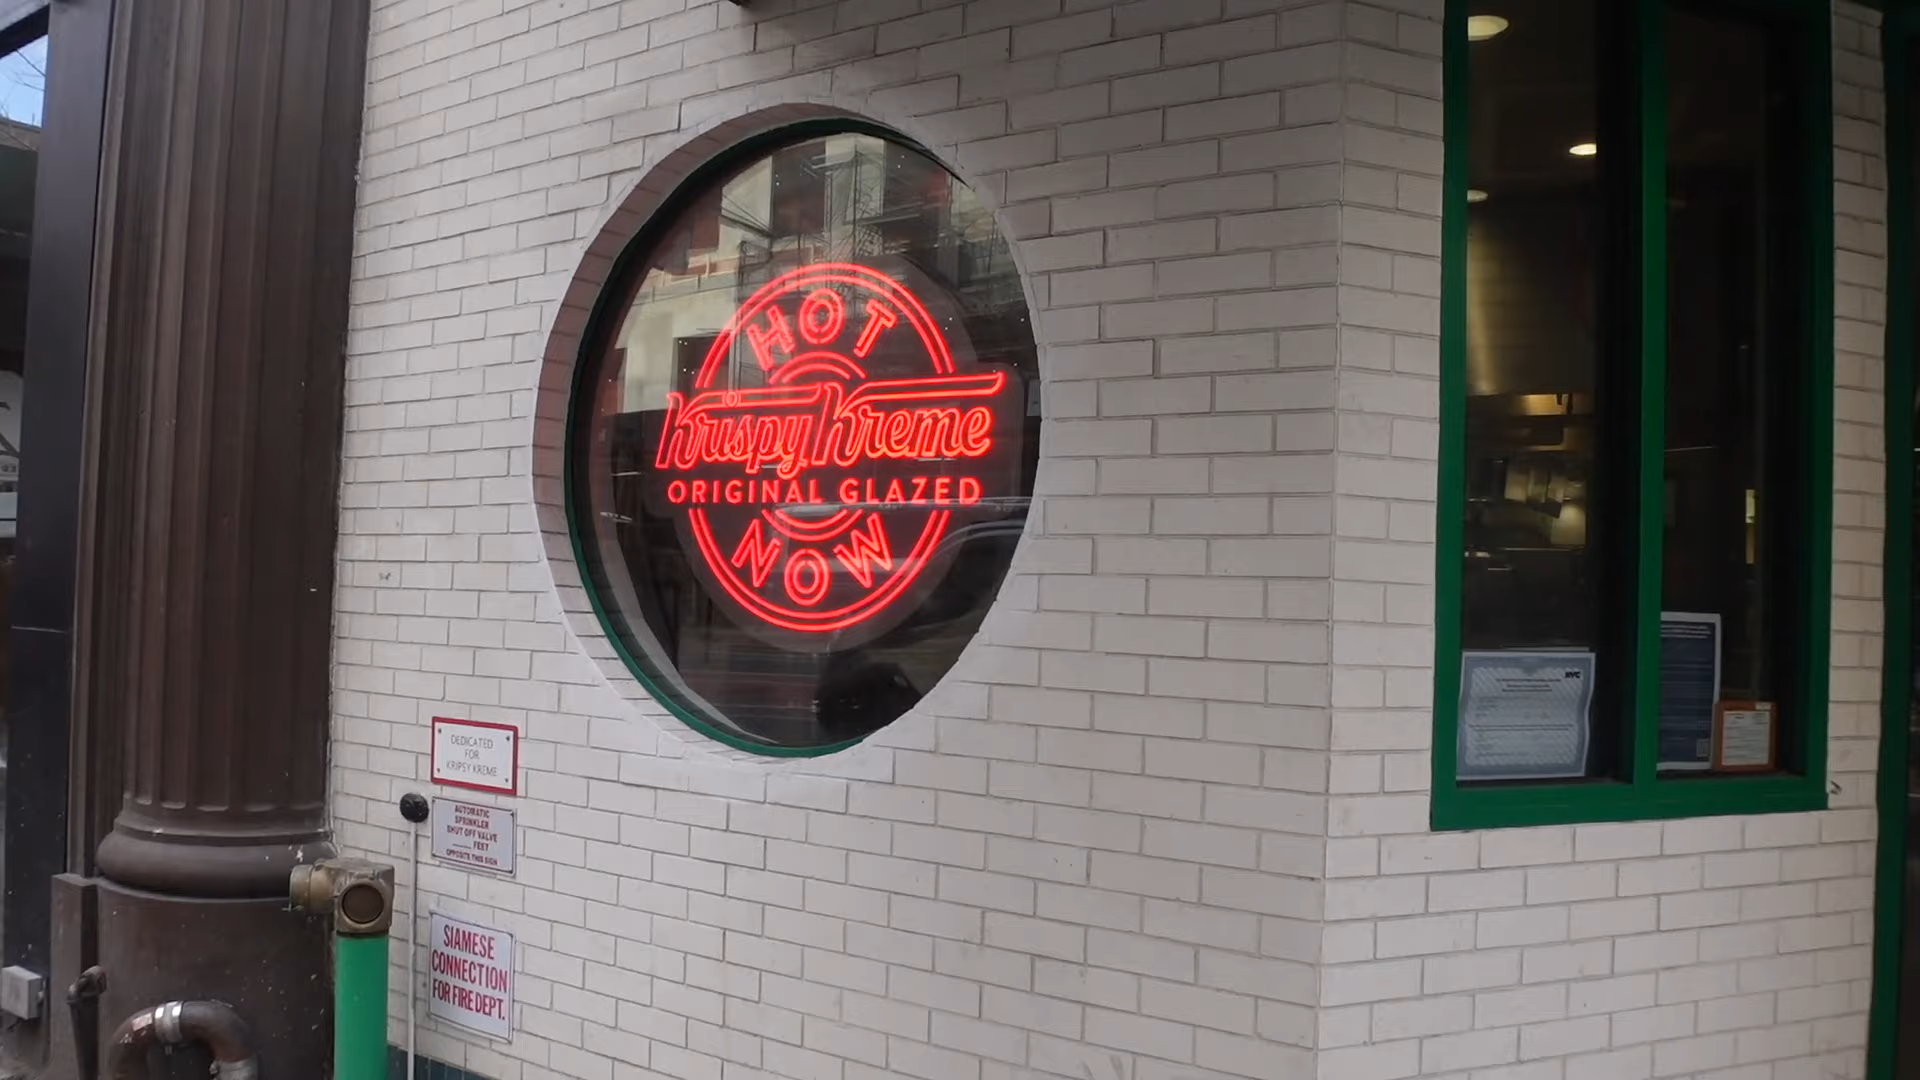 HOT
Krispy Kreme
ORIGINAL GLAZED
NOW
DEDICATED
FOR
KRIPSY KREME
AUTOMATIC
SPRINKLER
SHUT OFF VALVE
____ FEET
OPPOSITE THIS SIGN
SIAMESE
CONNECTION
FOR FIRE DEPT.
NYC